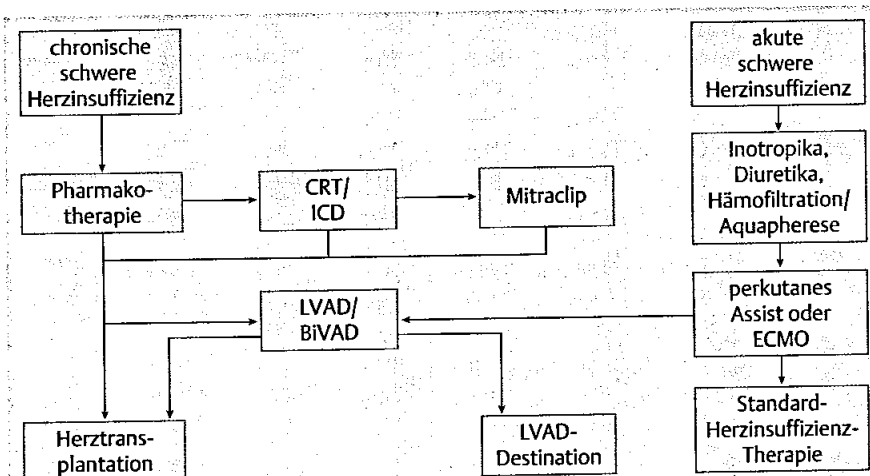 chronische
schwere
Herzinsuffizienz
akute
schwere
Herzinsuffizienz
Pharmako-
therapie
CRT/
ICD
Mitraclip
Inotropika,
Diuretika,
Hämofiltration/
Aquapherese
LVAD/
BiVAD
perkutanes
Assist oder
ECMO
Herztrans-
plantation
LVAD-
Destination
Standard-
Herzinsuffizienz-
Therapie